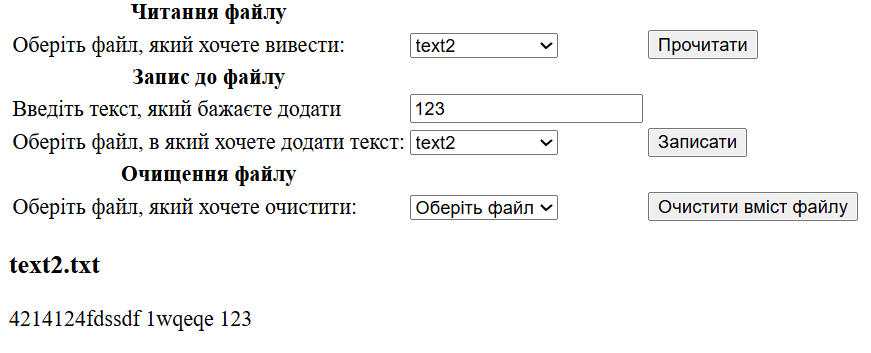 Читання файлу
Оберіть файл, який хочете вивести: text2 Прочитати
Запис до файлу
Введіть текст, який бажаєте додати 123
Оберіть файл, в який хочете додати текст: text2 Записати
Очищення файлу
Оберіть файл, який хочете очистити: Оберіть файл Очистити вміст файлу
text2.txt
4214124fdssdf 1wqeqe 123